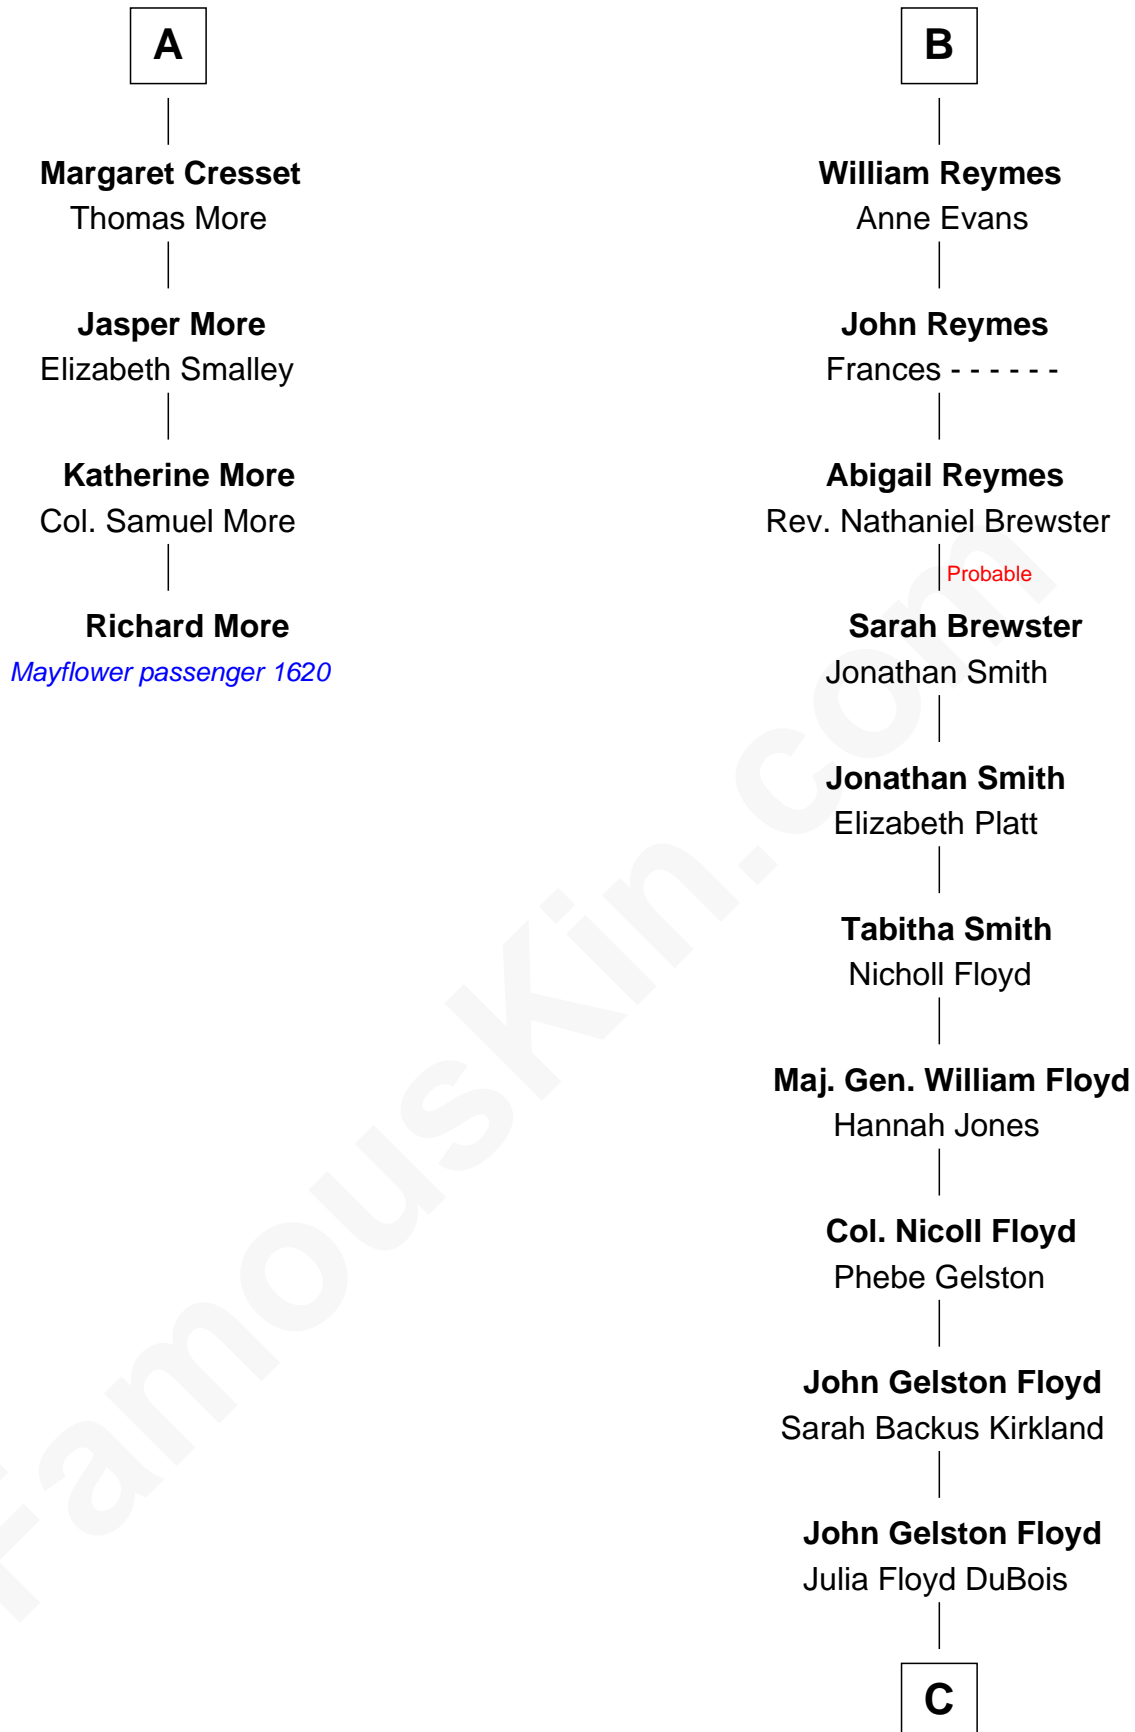 A
Margaret Cresset
Thomas More
Jasper More
Elizabeth Smalley
Katherine More
Col. Samuel More
Richard More
Mayflower passenger 1620
B
William Reymes
Anne Evans
John Reymes
Frances - - - - - -
Abigail Reymes
Rev. Nathaniel Brewster
Probable
Sarah Brewster
Jonathan Smith
Jonathan Smith
Elizabeth Platt
Tabitha Smith
Nicholl Floyd
Maj. Gen. William Floyd
Hannah Jones
Col. Nicoll Floyd
Phebe Gelston
John Gelston Floyd
Sarah Backus Kirkland
John Gelston Floyd
Julia Floyd DuBois
C
FamousKin.com